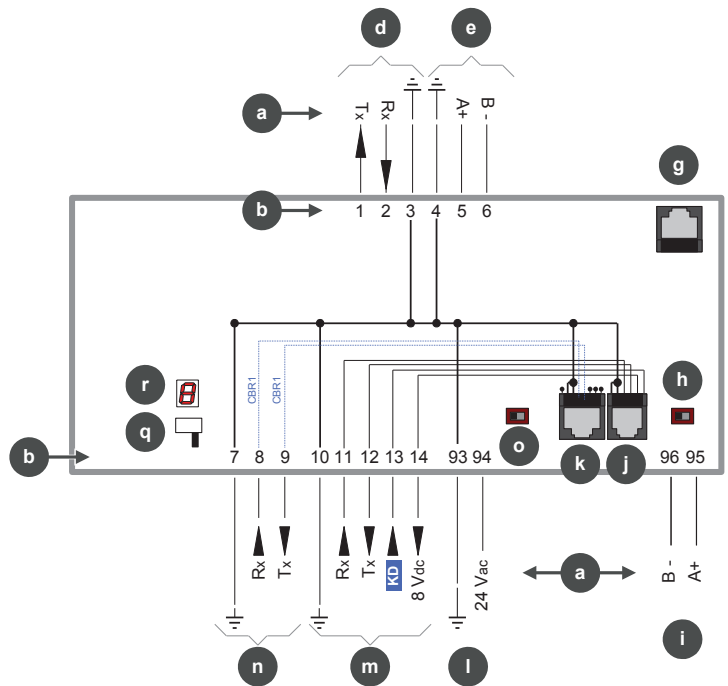 d e
a Tx Rx A+ B -
g
b 1 2 3 4 5 6
r CBR1 CBR1 h
q
b 7 8 9 10 11 12 13 14 93 94 o k j 96 95
Rx Tx Rx Tx KD 8 Vdc 24 Vac a B - A+
n m l i